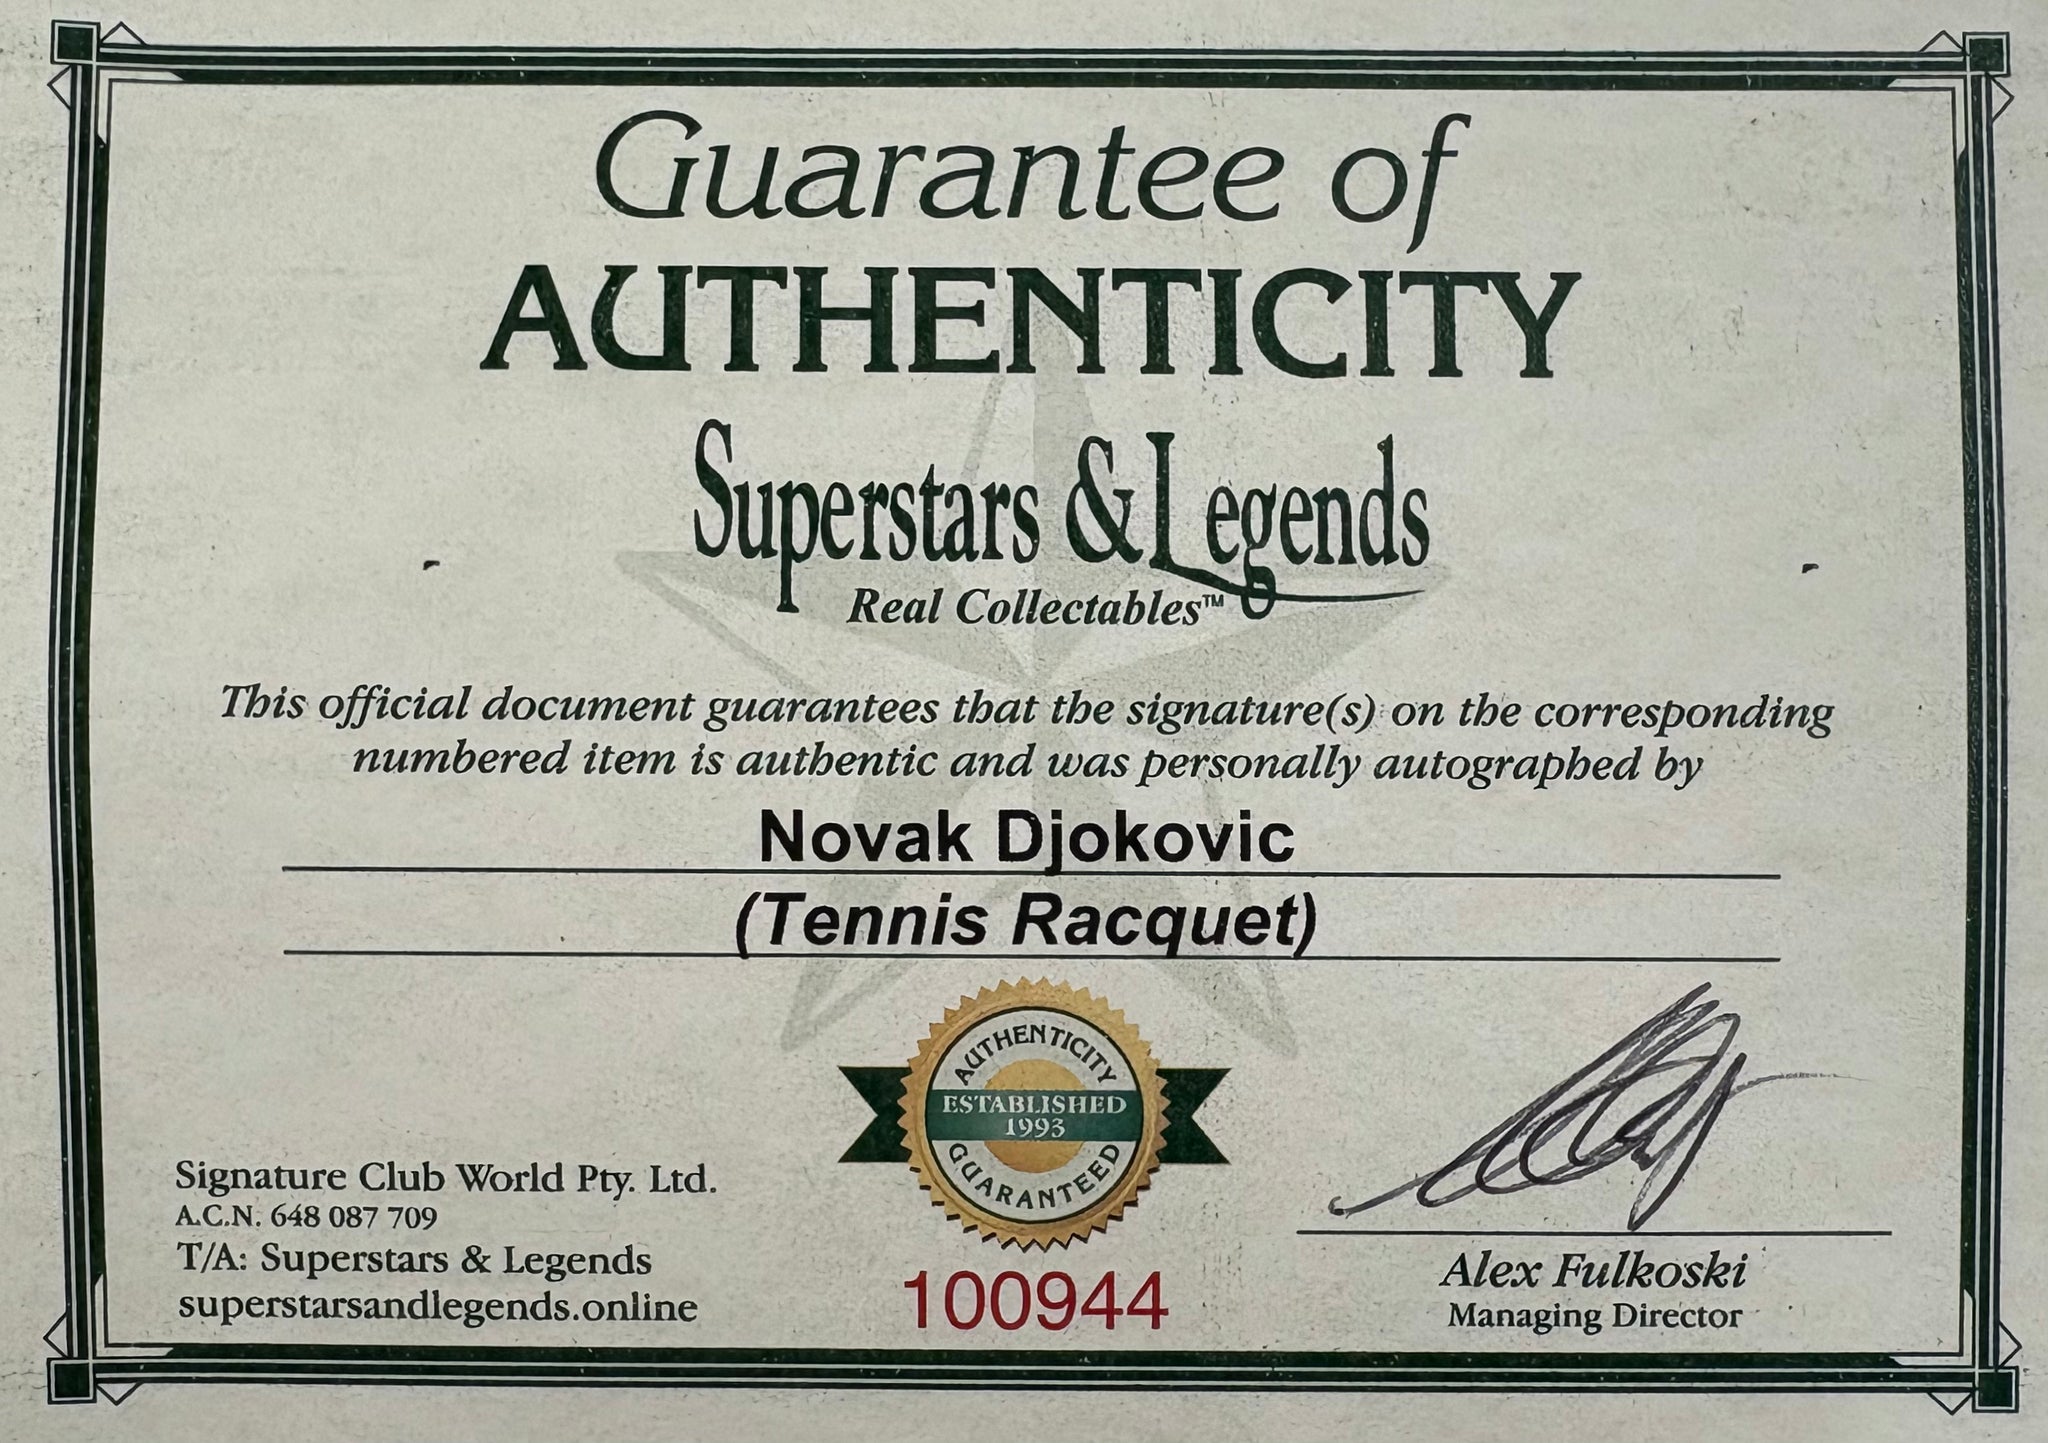 Guarantee of
AUTHENTICITY
Superstars & Legends
Real Collectables™
This official document guarantees that the signature(s) on the corresponding
numbered item is authentic and was personally autographed by
Novak Djokovic
(Tennis Racquet)
AUTHENTICITY
ESTABLISHED
1993
GUARANTEED
Signature Club World Pty. Ltd.
A.C.N. 648 087 709
T/A: Superstars & Legends
superstarsandlegends.online
100944
Alex Fulkoski
Managing Director